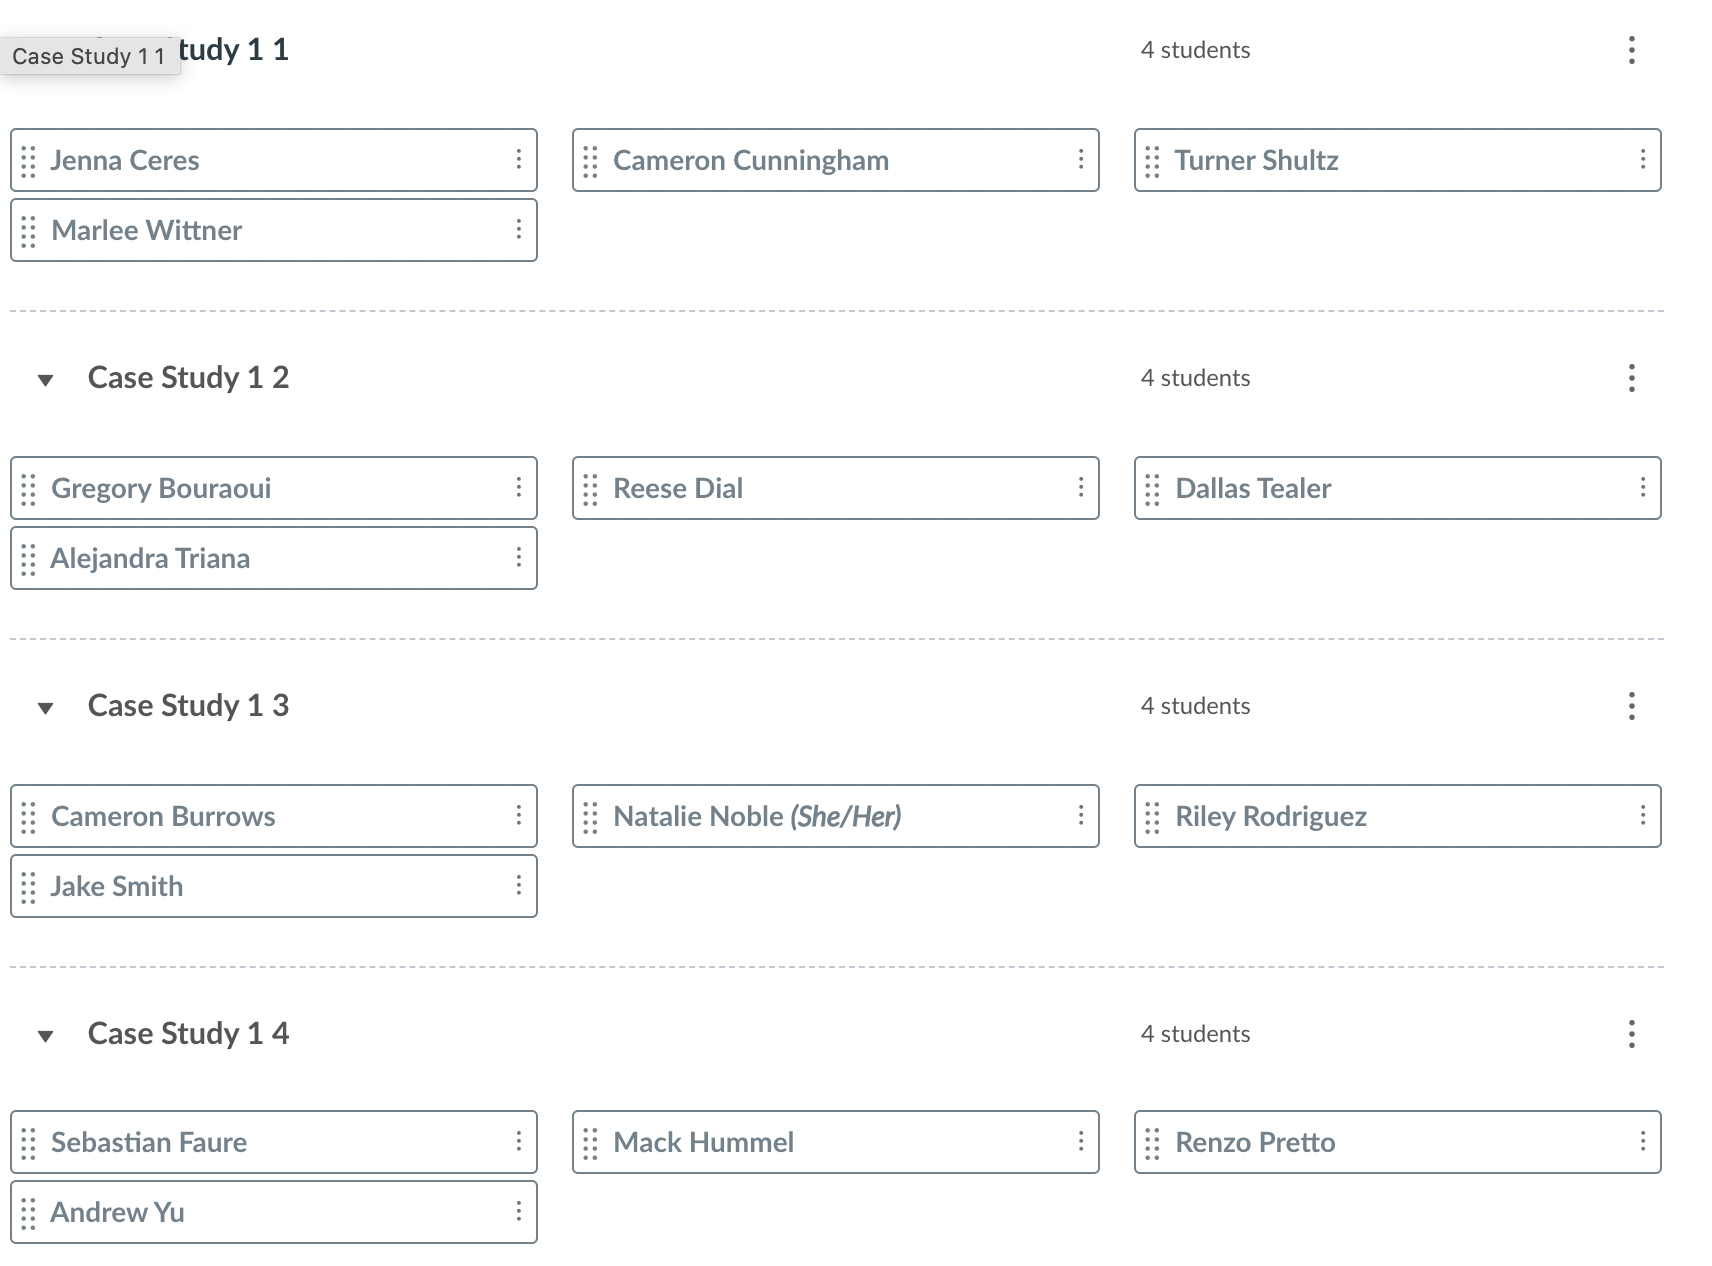 Case Study 1 1
tudy 1 1
4 students
Jenna Ceres
Cameron Cunningham
Turner Shultz
Marlee Wittner
Case Study 1 2
4 students
Gregory Bouraoui
Reese Dial
Dallas Tealer
Alejandra Triana
Case Study 1 3
4 students
Cameron Burrows
Natalie Noble (She/Her)
Riley Rodriguez
Jake Smith
Case Study 1 4
4 students
Sebastian Faure
Mack Hummel
Renzo Pretto
Andrew Yu